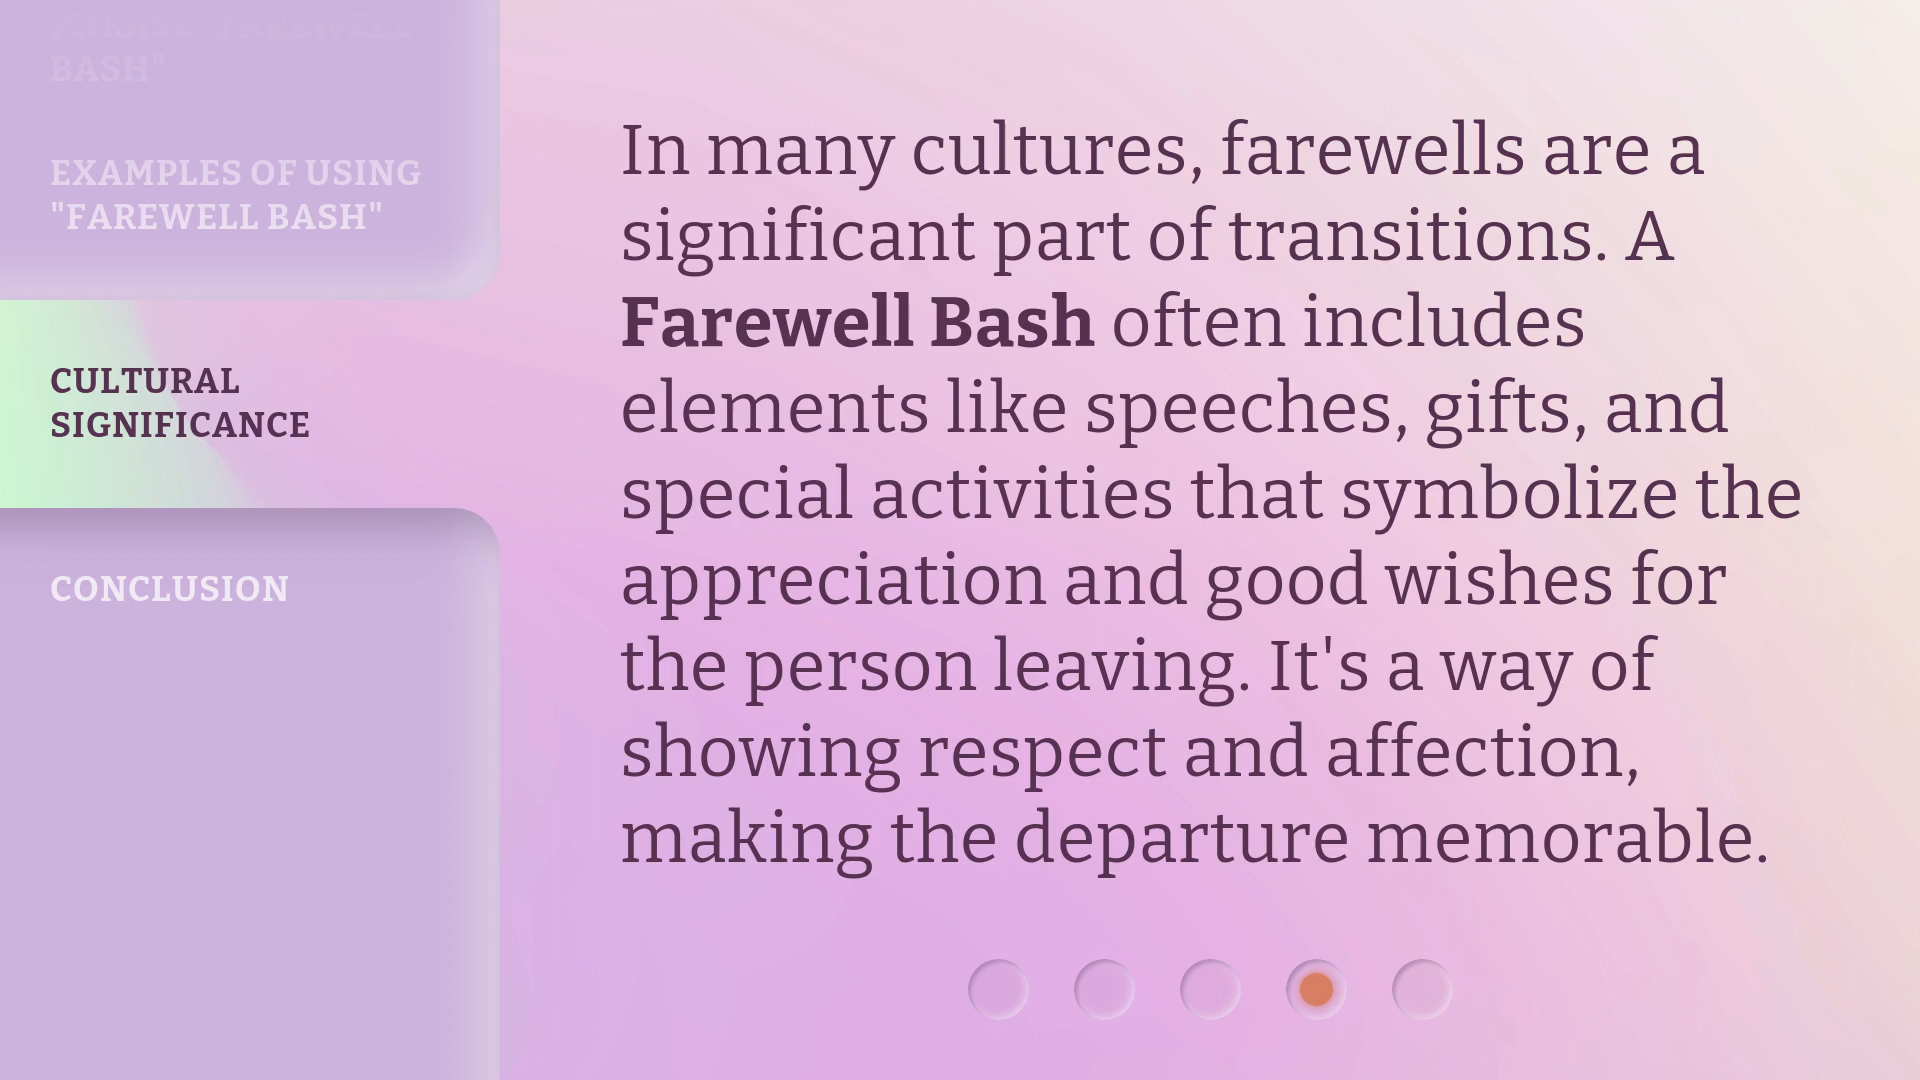 PHRASE "FAREWELL
BASH"
EXAMPLES OF USING
"FAREWELL BASH"
CULTURAL
SIGNIFICANCE
CONCLUSION
In many cultures, farewells are a
significant part of transitions. A
Farewell Bash often includes
elements like speeches, gifts, and
special activities that symbolize the
appreciation and good wishes for
the person leaving. It's a way of
showing respect and affection,
making the departure memorable.